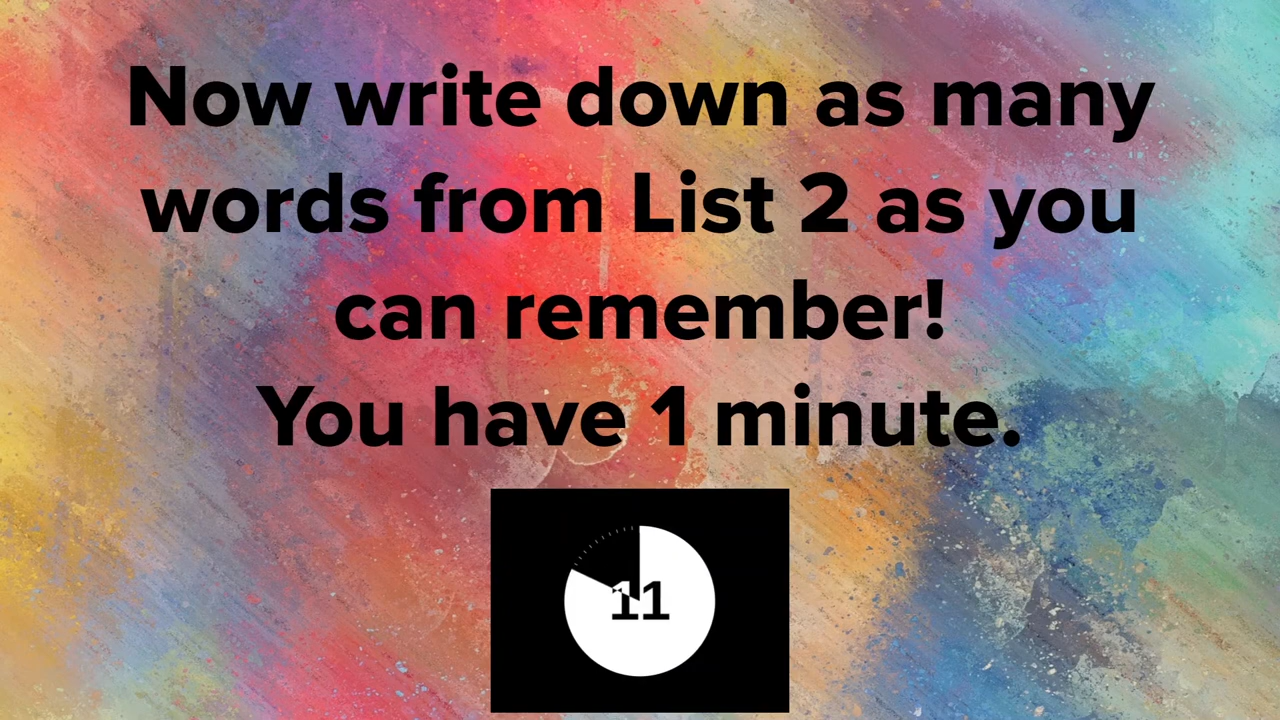 Now write down as many
words from List 2 as you
can remember!
You have 1 minute.
11